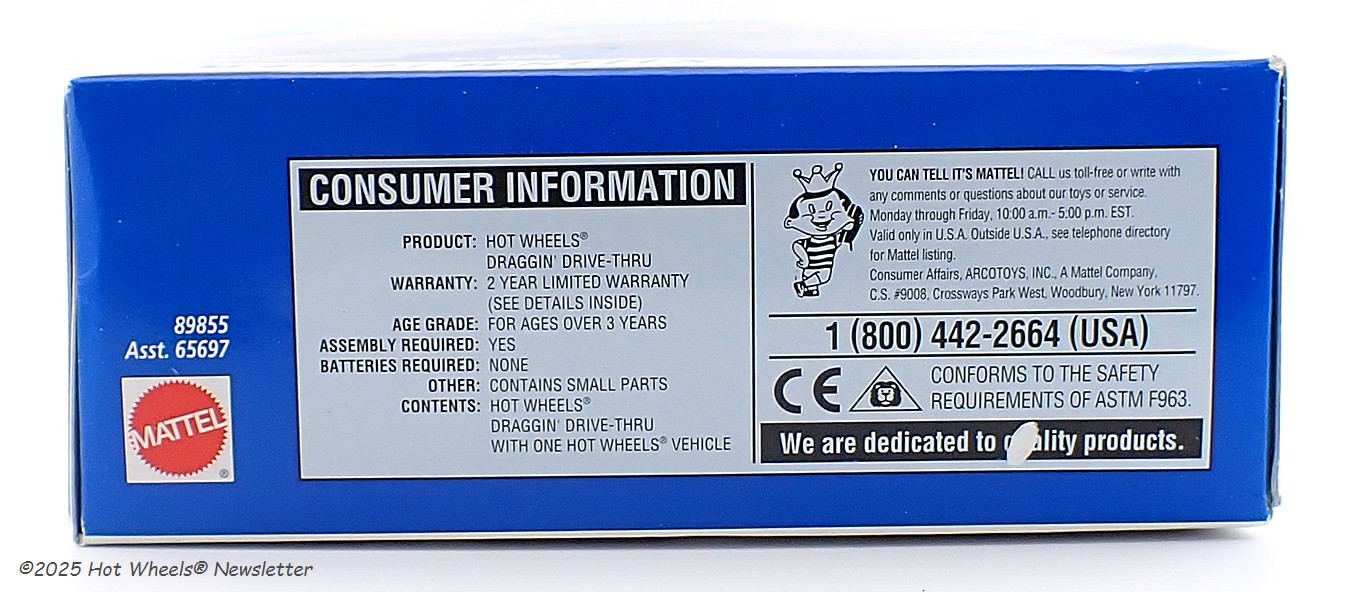 89855
Asst. 65697
MATTEL
®
CONSUMER INFORMATION
PRODUCT: HOT WHEELS®
DRAGGIN' DRIVE-THRU
WARRANTY: 2 YEAR LIMITED WARRANTY
(SEE DETAILS INSIDE)
AGE GRADE: FOR AGES OVER 3 YEARS
ASSEMBLY REQUIRED: YES
BATTERIES REQUIRED: NONE
OTHER: CONTAINS SMALL PARTS
CONTENTS: HOT WHEELS®
DRAGGIN' DRIVE-THRU
WITH ONE HOT WHEELS® VEHICLE
YOU CAN TELL IT'S MATTEL! CALL us toll-free or write with
any comments or questions about our toys or service.
Monday through Friday, 10:00 a.m.- 5:00 p.m. EST.
Valid only in U.S.A. Outside U.S.A., see telephone directory
for Mattel listing.
Consumer Affairs, ARCOTOYS, INC., A Mattel Company,
C.S. #9008, Crossways Park West, Woodbury, New York 11797.
1 (800) 442-2664 (USA)
CE
CONFORMS TO THE SAFETY
REQUIREMENTS OF ASTM F963.
We are dedicated to products.
©2025 Hot Wheels® Newsletter